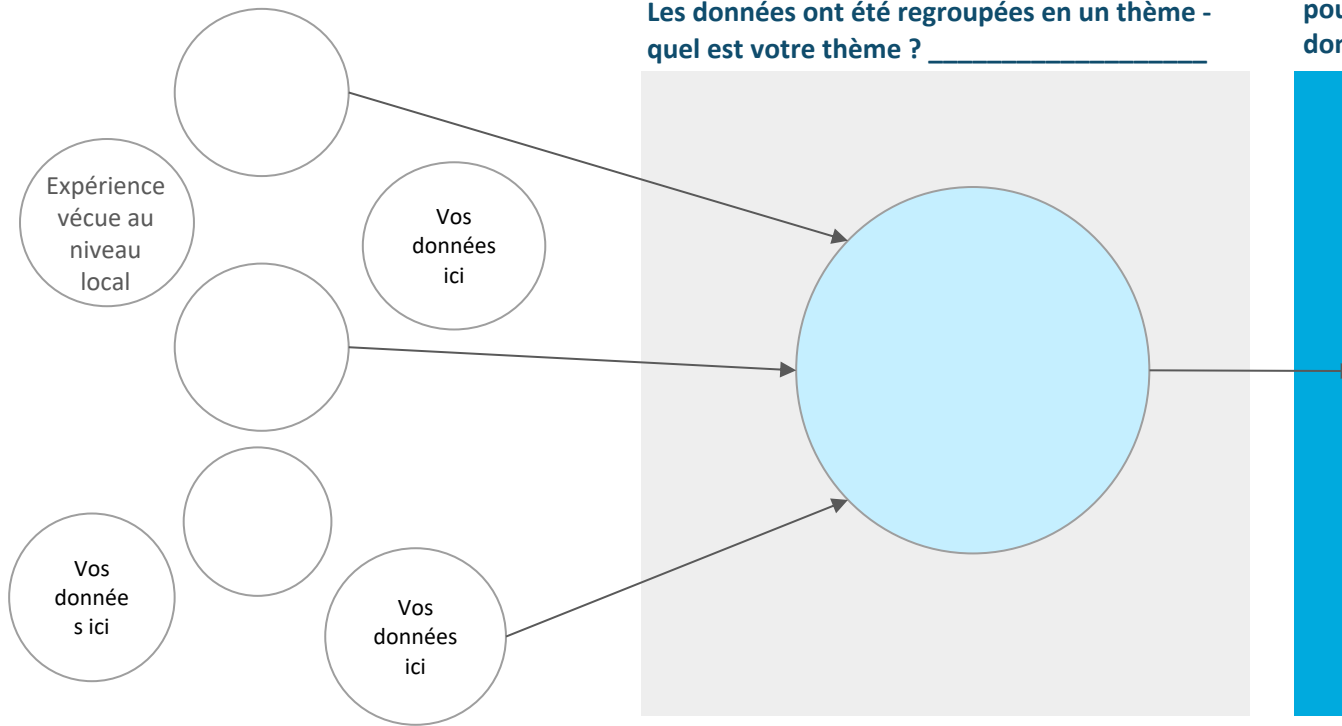 Les données ont été regroupées en un thème -
quel est votre thème ? ___________________
Expérience
vécue au
niveau
local
Vos
données
ici
Vos
donnée
s ici
Vos
données
ici